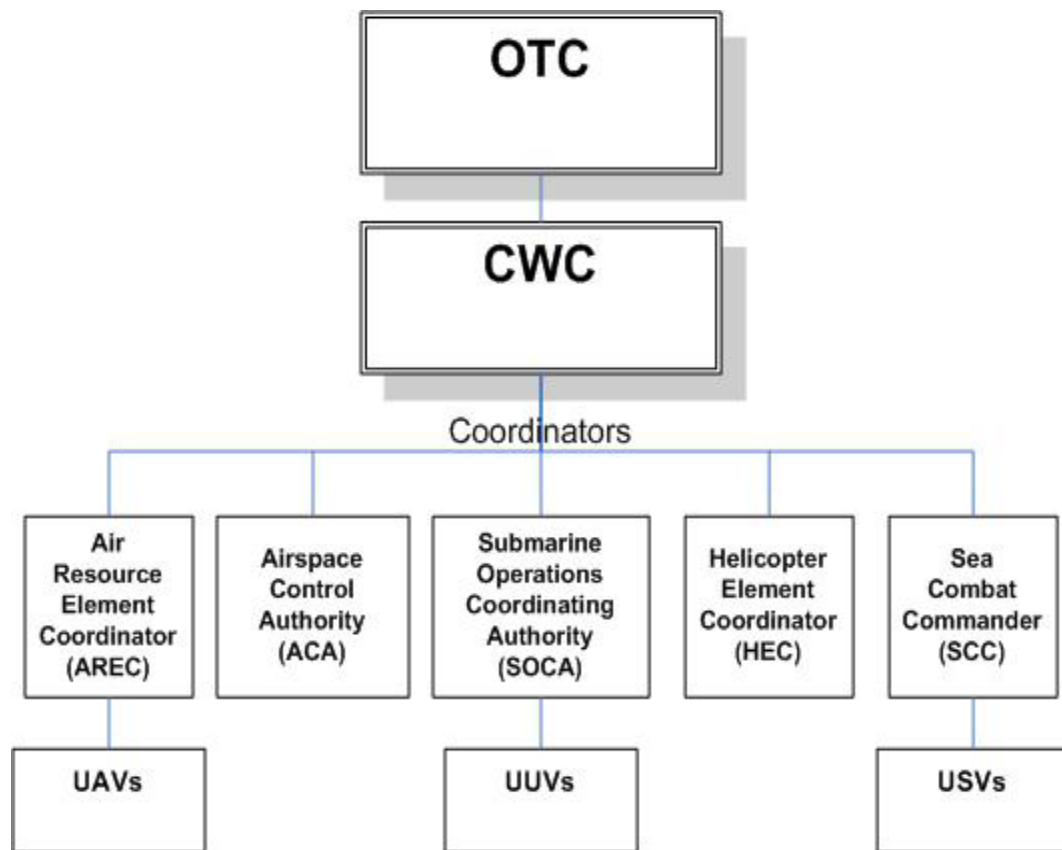 OTC
CWC
Coordinators
Air
Resource
Element
Coordinator
(AREC)
Airspace
Control
Authority
(ACA)
Submarine
Operations
Coordinating
Authority
(SOCA)
Helicopter
Element
Coordinator
(HEC)
Sea
Combat
Commander
(SCC)
UAVs
UUVs
USVs